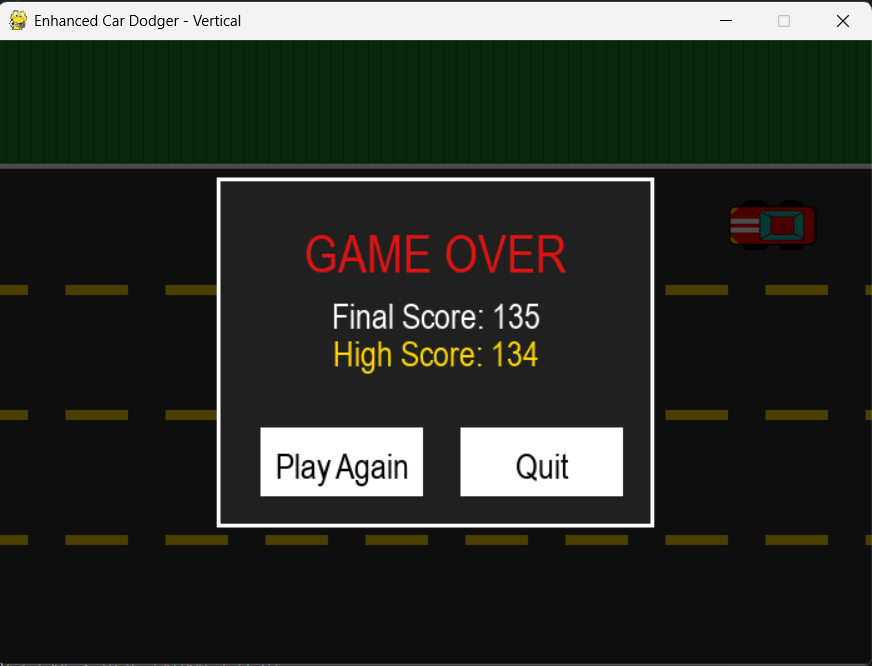 Enhanced Car Dodger - Vertical
GAME OVER
Final Score: 135
High Score: 134
Play Again
Quit